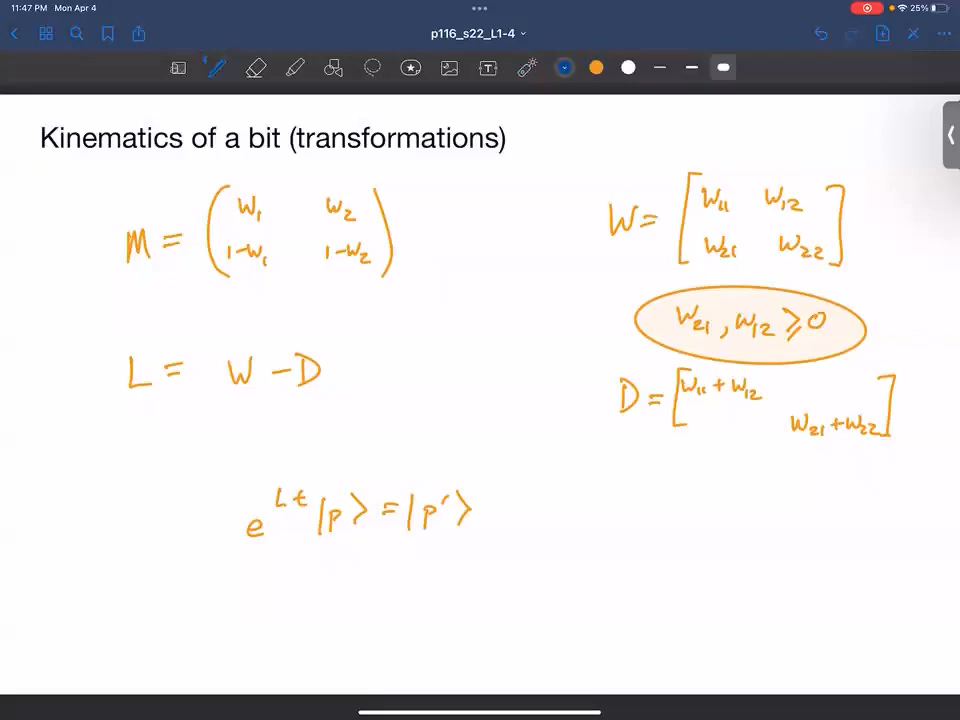 11:47 PM Mon Apr 4
25%
p116_s22_L1-4
Kinematics of a bit (transformations)
M = ( w₁ w₂
1-w₁ 1-w₂ )
W = [ w₁₁ w₁₂
w₂₁ w₂₂ ]
w₂₁, w₁₂ ≥ 0
L = W - D
D = [ w₁₁ + w₁₂
w₂₁ + w₂₂ ]
e^{Lt} |p⟩ = |p'⟩